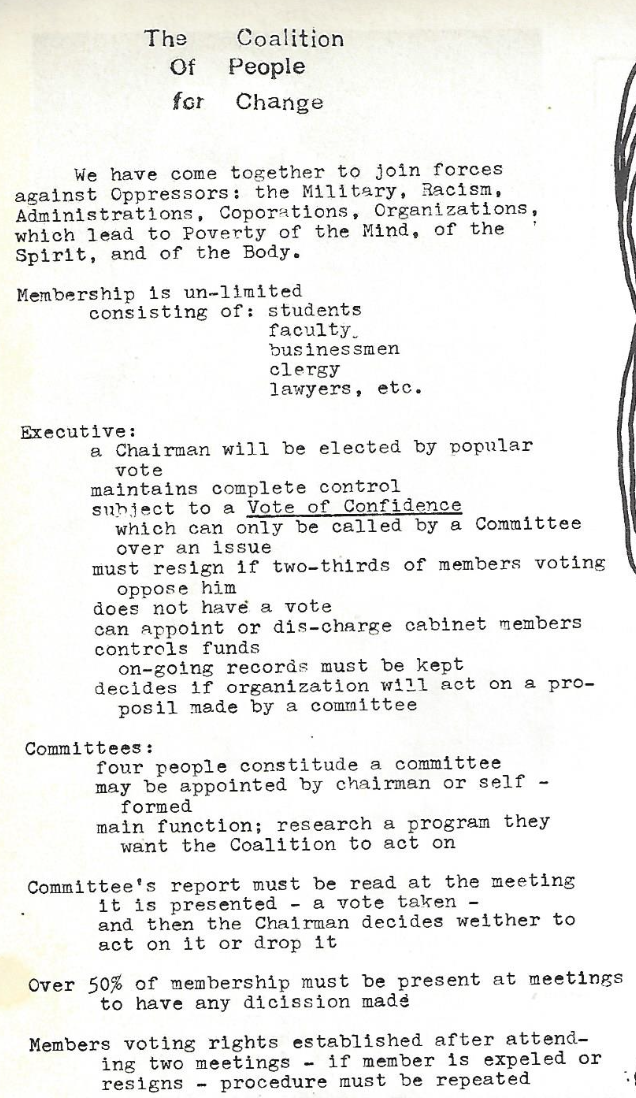 The Coalition
Of People
for Change
We have come together to join forces
against Oppressors: the Military, Racism,
Administrations, Coporations, Organizations,
which lead to Poverty of the Mind, of the
Spirit, and of the Body.
Membership is un-limited
consisting of: students
faculty
businessmen
clergy
lawyers, etc.
Executive:
a Chairman will be elected by popular
vote
maintains complete control
subject to a Vote of Confidence
which can only be called by a Committee
over an issue
must resign if two-thirds of members voting
oppose him
does not have a vote
can appoint or dis-charge cabinet members
controls funds
on-going records must be kept
decides if organization will act on a pro-
posil made by a committee
Committees:
four people constitude a committee
may be appointed by chairman or self -
formed
main function; research a program they
want the Coalition to act on
Committee's report must be read at the meeting
it is presented - a vote taken -
and then the Chairman decides weither to
act on it or drop it
Over 50% of membership must be present at meetings
to have any dicission made
Members voting rights established after attend-
ing two meetings - if member is expeled or
resigns - procedure must be repeated